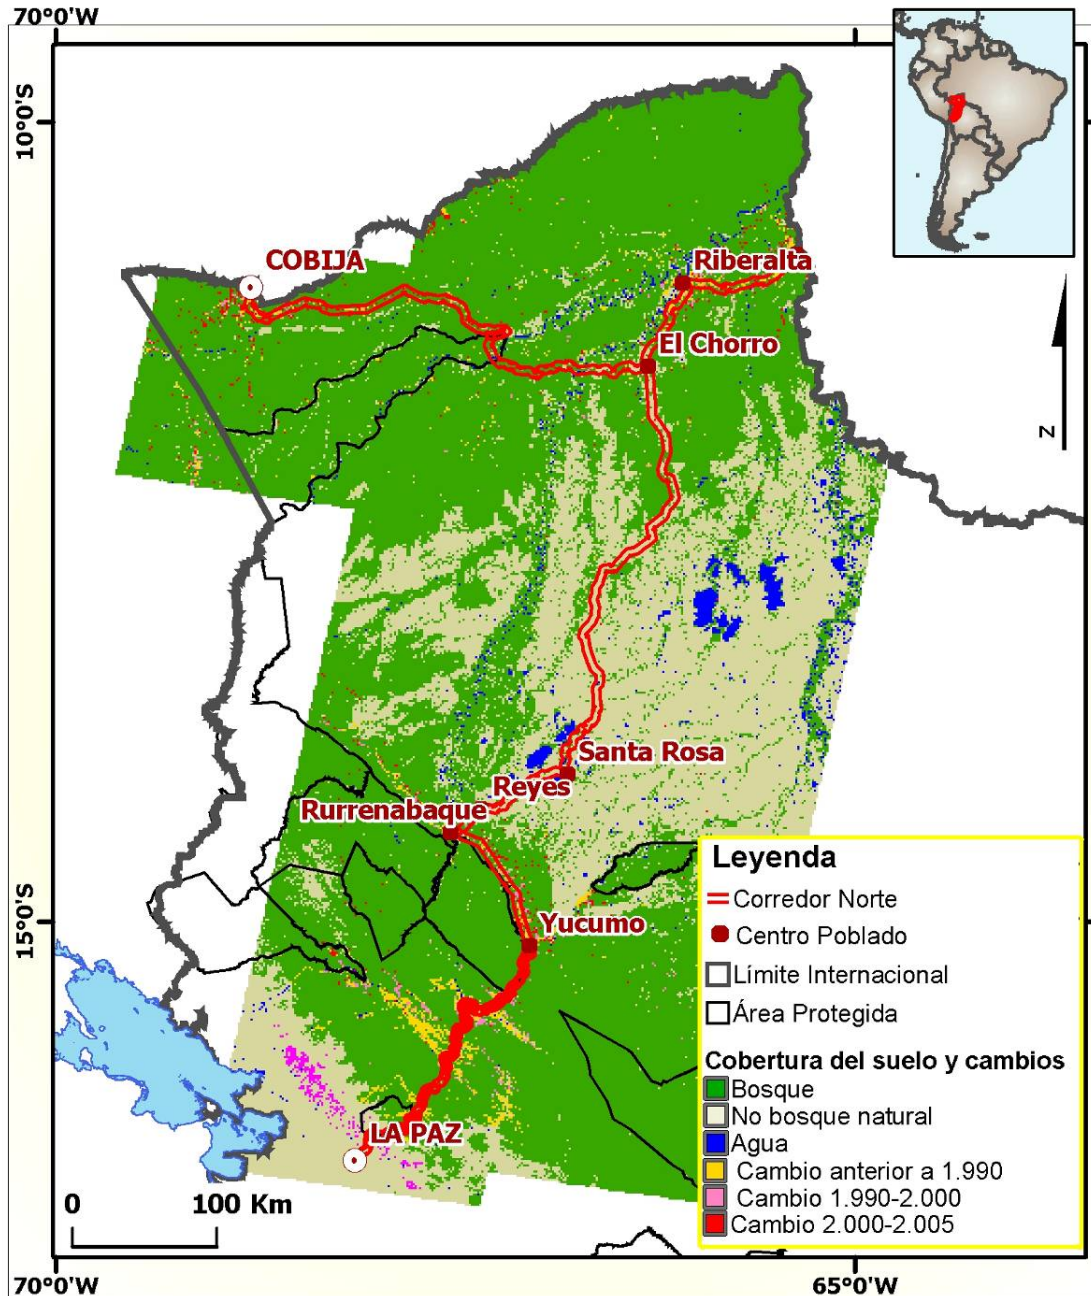 70°0'W
10°0'S
COBIJA
Riberalta
El Chorro
N
Santa Rosa
Reyes
Rurrenabaque
Yucumo
15°0'S
LA PAZ
Leyenda
Corredor Norte
Centro Poblado
Límite Internacional
Área Protegida
Cobertura del suelo y cambios
Bosque
No bosque natural
Agua
Cambio anterior a 1.990
Cambio 1.990-2.000
Cambio 2.000-2.005
0 100 Km
70°0'W 65°0'W